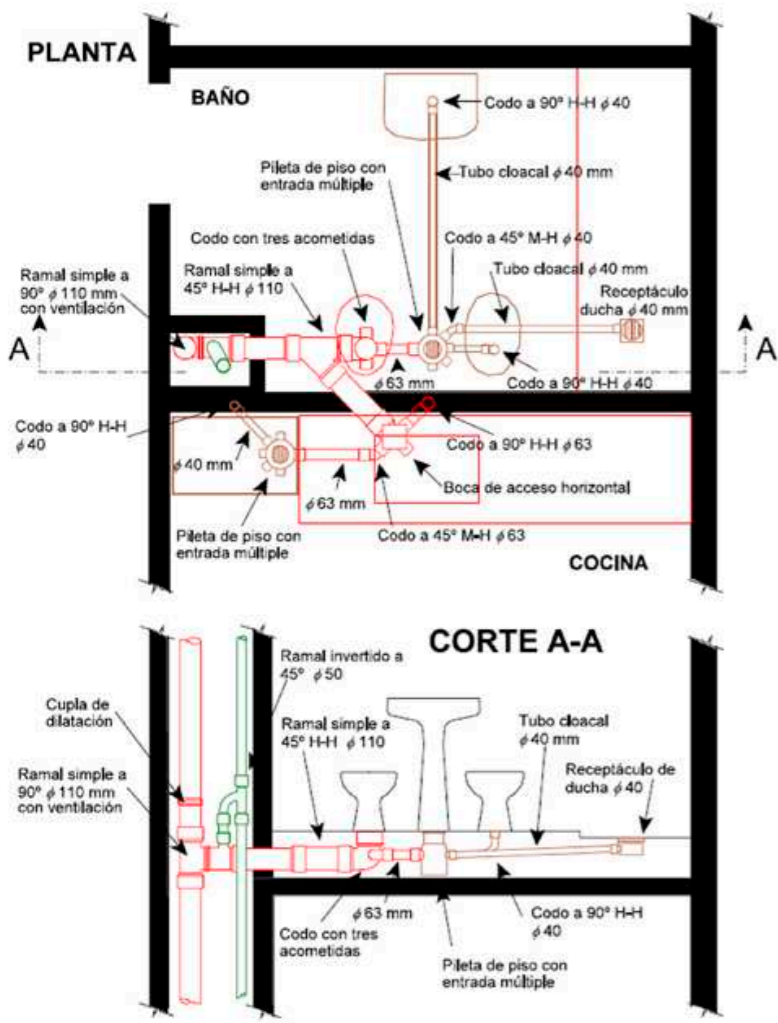 PLANTA
BAÑO
Codo a 90º H-H ϕ 40
Pileta de piso con
entrada múltiple
Tubo cloacal ϕ 40 mm
Codo con tres acometidas
Codo a 45º M-H ϕ 40
Ramal simple a
90º ϕ 110 mm
con ventilación
Ramal simple a
45º H-H ϕ 110
Tubo cloacal ϕ 40 mm
Receptáculo
ducha ϕ 40 mm
A
A
ϕ 63 mm
Codo a 90º H-H ϕ 40
Codo a 90º H-H
ϕ 40
Codo a 90º H-H ϕ 63
ϕ 40 mm
ϕ 63 mm
Boca de acceso horizontal
Pileta de piso con
entrada múltiple
Codo a 45º M-H ϕ 63
COCINA
CORTE A-A
Ramal invertido a
45º ϕ 50
Cupla de
dilatación
Ramal simple a
45º H-H ϕ 110
Tubo cloacal
ϕ 40 mm
Ramal simple a
90º ϕ 110 mm
con ventilación
Receptáculo de
ducha ϕ 40
ϕ 63 mm
Codo a 90º H-H
ϕ 40
Codo con tres
acometidas
Pileta de piso con
entrada múltiple